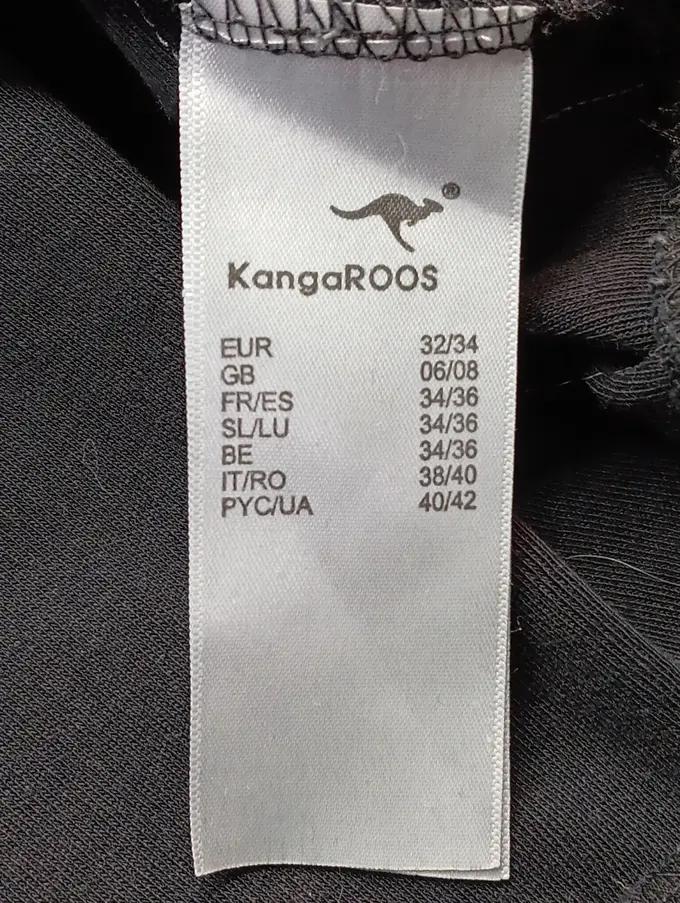 ®
KangaROOS
EUR 32/34
GB 06/08
FR/ES 34/36
SL/LU 34/36
BE 34/36
IT/RO 38/40
PYC/UA 40/42